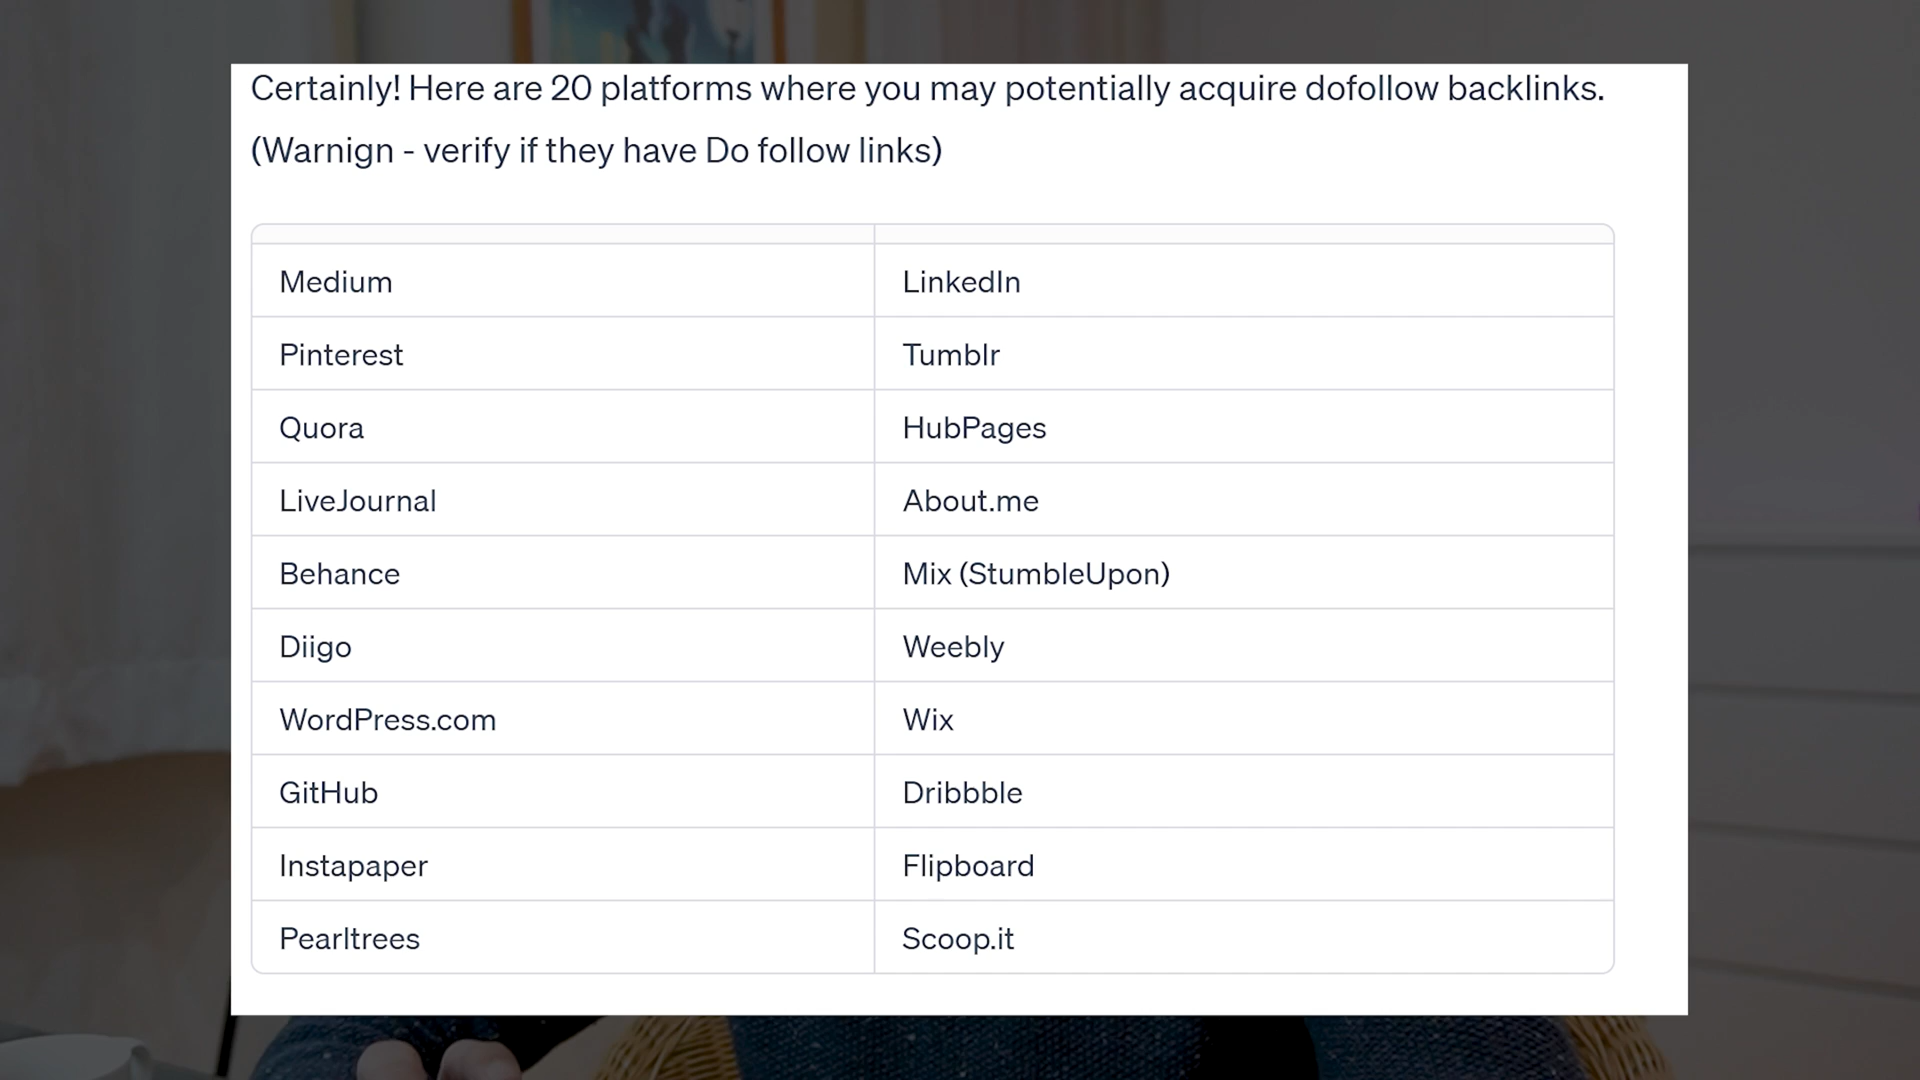 Certainly! Here are 20 platforms where you may potentially acquire dofollow backlinks.
(Warnign - verify if they have Do follow links)
Medium LinkedIn
Pinterest Tumblr
Quora HubPages
LiveJournal About.me
Behance Mix (StumbleUpon)
Diigo Weebly
WordPress.com Wix
GitHub Dribbble
Instapaper Flipboard
Pearltrees Scoop.it